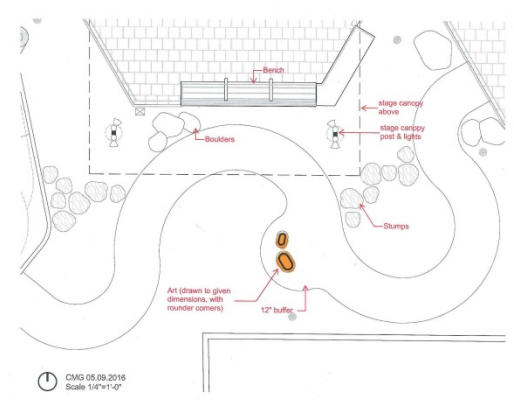 Bench
stage canopy
above
stage canopy
post & lights
Boulders
Stumps
Art (drawn to given
dimensions, with
rounder corners)
12" buffer
CMG 05.09.2016
Scale 1/4"=1'-0"